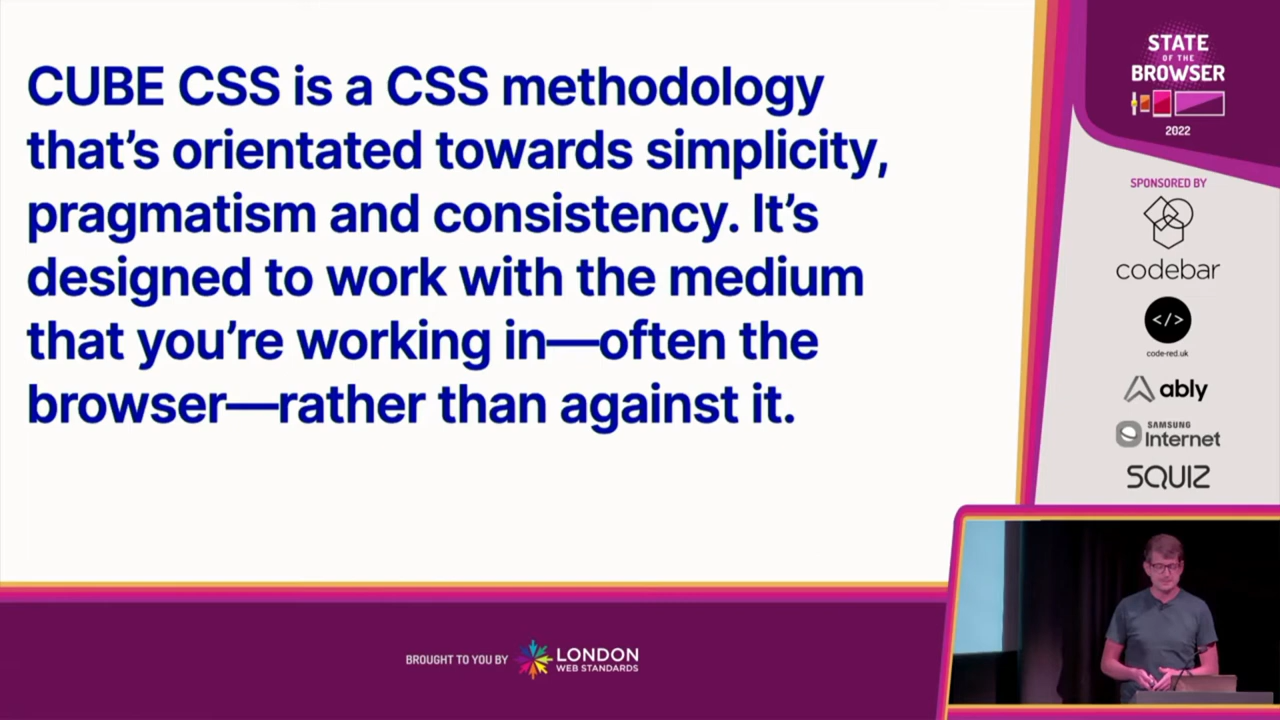 CUBE CSS is a CSS methodology
that’s orientated towards simplicity,
pragmatism and consistency. It’s
designed to work with the medium
that you’re working in—often the
browser—rather than against it.
STATE
OF THE
BROWSER
2022
SPONSORED BY
codebar
</>
code-red.uk
ably
SAMSUNG
Internet
SQUIZ
BROUGHT TO YOU BY
LONDON
WEB STANDARDS